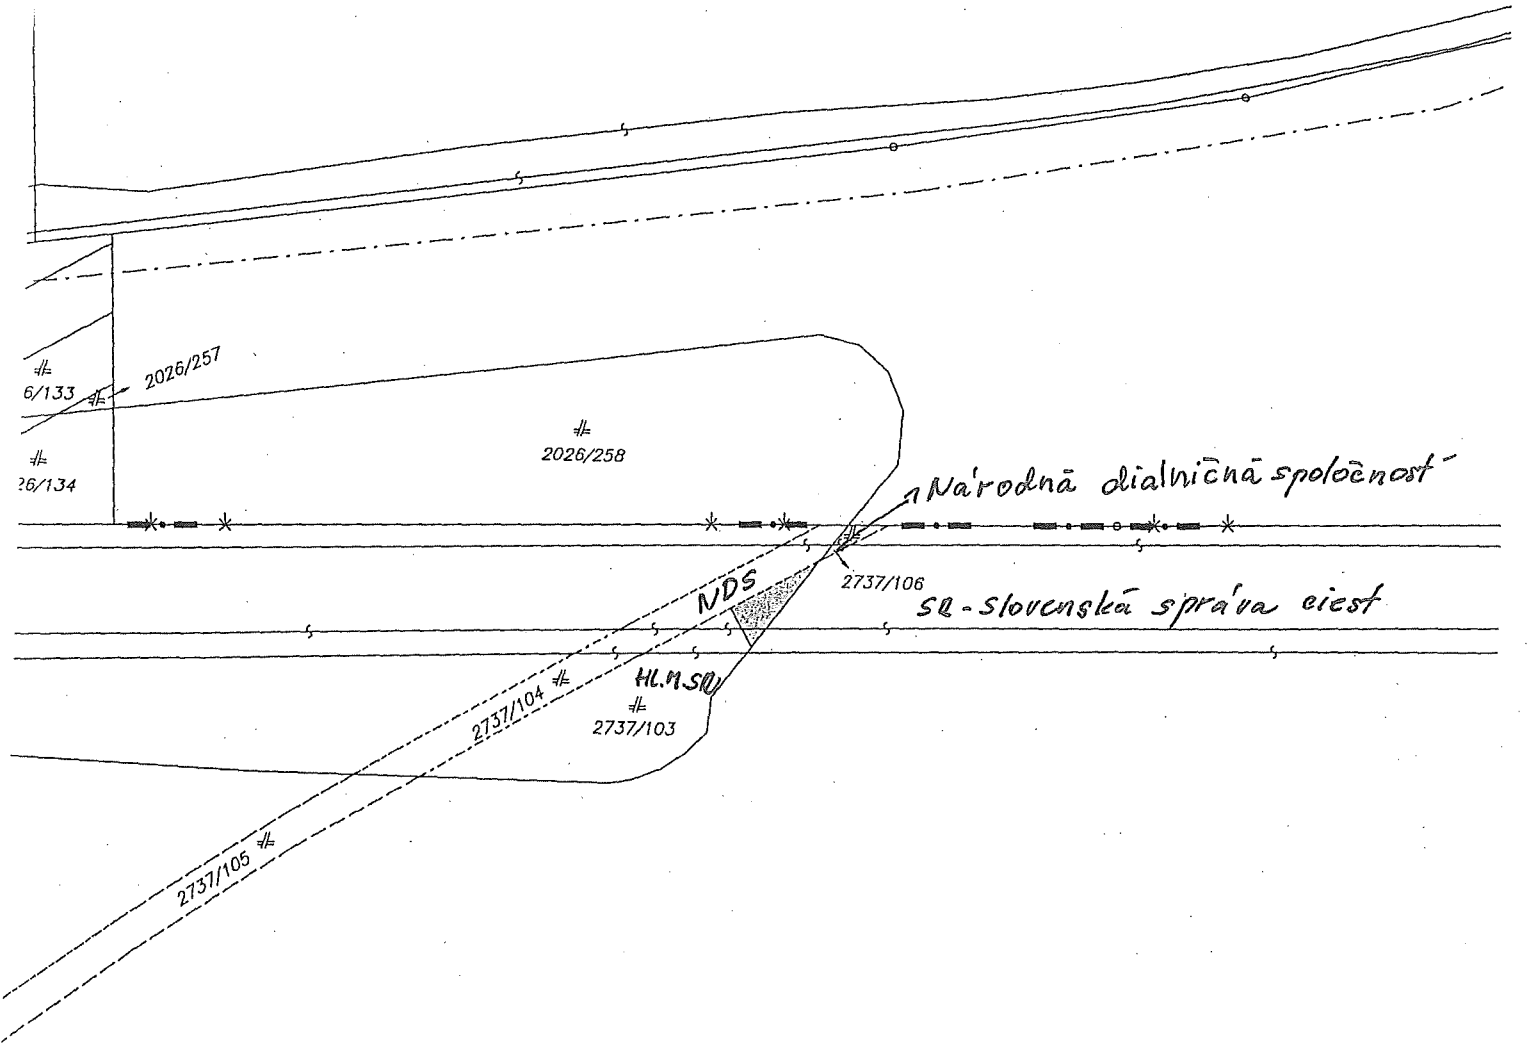 2026/257
6/133
2026/258
26/134
Národná dialničná spoločnosť
NDS
2737/106
SR-slovenská správa ciest
HL.M.SR
2737/104
2737/103
2737/105